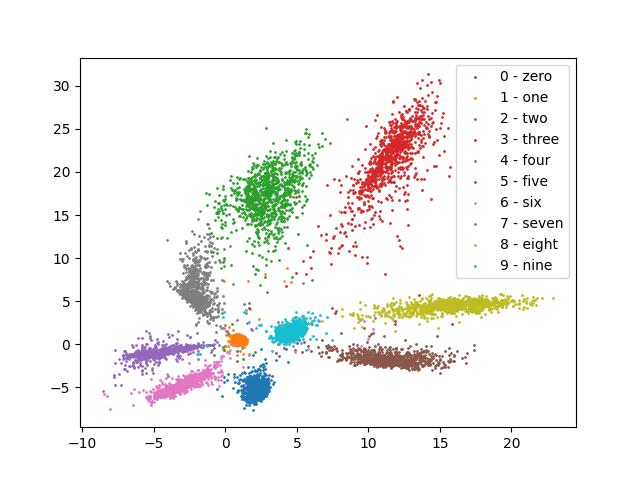 30
25
20
15
10
5
0
−5
−10
−5
0
5
10
15
20
0 - zero
1 - one
2 - two
3 - three
4 - four
5 - five
6 - six
7 - seven
8 - eight
9 - nine